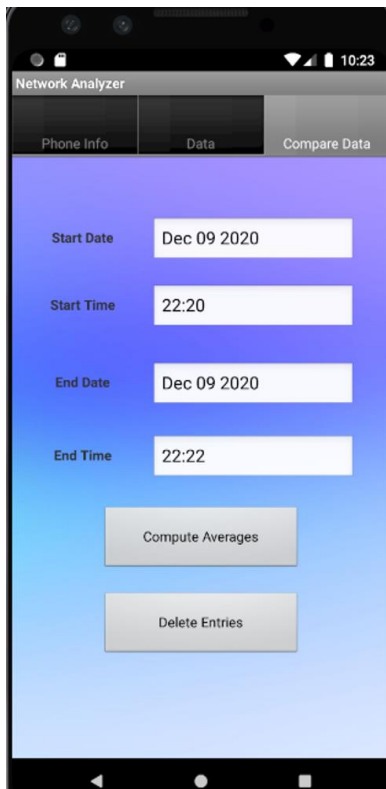 10:23
Network Analyzer
Phone Info Data Compare Data
Start Date Dec 09 2020
Start Time 22:20
End Date Dec 09 2020
End Time 22:22
Compute Averages
Delete Entries